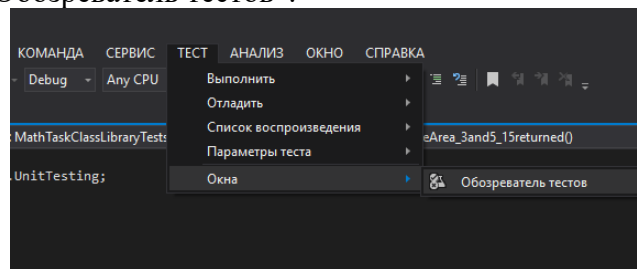 Обозреватель тестов".
КОМАНДА СЕРВИС ТЕСТ АНАЛИЗ ОКНО СПРАВКА
Debug Any CPU
Выполнить
Отладить
Список воспроизведения
MathTaskClassLibraryTests eArea_3and5_15returned()
Параметры теста
.UnitTesting;
Окна
Обозреватель тестов